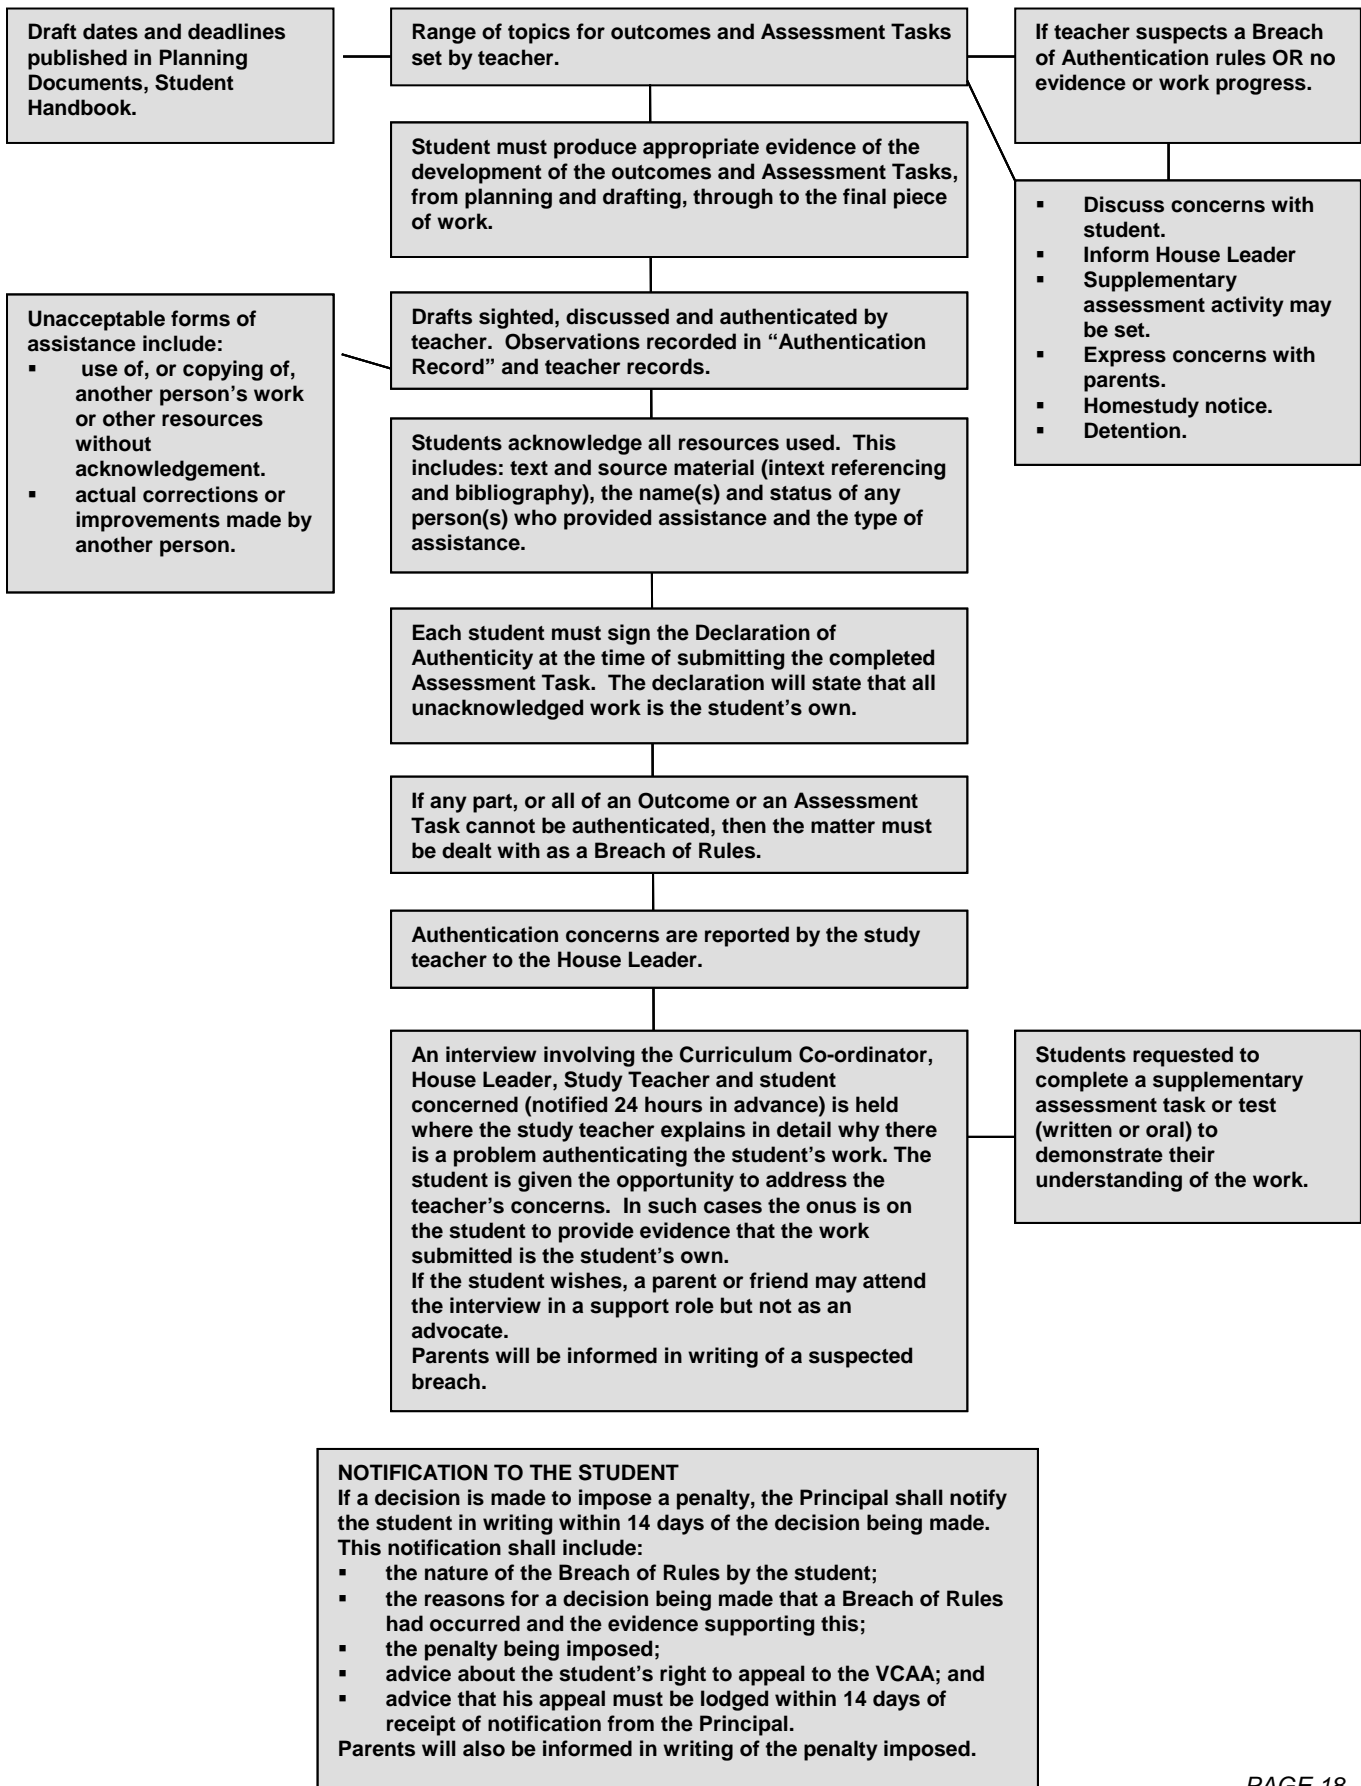 Draft dates and deadlines
published in Planning
Documents, Student
Handbook.
Range of topics for outcomes and Assessment Tasks
set by teacher.
If teacher suspects a Breach
of Authentication rules OR no
evidence or work progress.
Student must produce appropriate evidence of the
development of the outcomes and Assessment Tasks,
from planning and drafting, through to the final piece
of work.
▪ Discuss concerns with
student.
▪ Inform House Leader
▪ Supplementary
assessment activity may
be set.
▪ Express concerns with
parents.
▪ Homestudy notice.
▪ Detention.
Unacceptable forms of
assistance include:
▪ use of, or copying of,
another person’s work
or other resources
without
acknowledgement.
▪ actual corrections or
improvements made by
another person.
Drafts sighted, discussed and authenticated by
teacher. Observations recorded in “Authentication
Record” and teacher records.
Students acknowledge all resources used. This
includes: text and source material (intext referencing
and bibliography), the name(s) and status of any
person(s) who provided assistance and the type of
assistance.
Each student must sign the Declaration of
Authenticity at the time of submitting the completed
Assessment Task. The declaration will state that all
unacknowledged work is the student’s own.
If any part, or all of an Outcome or an Assessment
Task cannot be authenticated, then the matter must
be dealt with as a Breach of Rules.
Authentication concerns are reported by the study
teacher to the House Leader.
An interview involving the Curriculum Co-ordinator,
House Leader, Study Teacher and student
concerned (notified 24 hours in advance) is held
where the study teacher explains in detail why there
is a problem authenticating the student’s work. The
student is given the opportunity to address the
teacher’s concerns. In such cases the onus is on
the student to provide evidence that the work
submitted is the student’s own.
If the student wishes, a parent or friend may attend
the interview in a support role but not as an
advocate.
Parents will be informed in writing of a suspected
breach.
Students requested to
complete a supplementary
assessment task or test
(written or oral) to
demonstrate their
understanding of the work.
NOTIFICATION TO THE STUDENT
If a decision is made to impose a penalty, the Principal shall notify
the student in writing within 14 days of the decision being made.
This notification shall include:
▪ the nature of the Breach of Rules by the student;
▪ the reasons for a decision being made that a Breach of Rules
had occurred and the evidence supporting this;
▪ the penalty being imposed;
▪ advice about the student’s right to appeal to the VCAA; and
▪ advice that his appeal must be lodged within 14 days of
receipt of notification from the Principal.
Parents will also be informed in writing of the penalty imposed.
PAGE 18